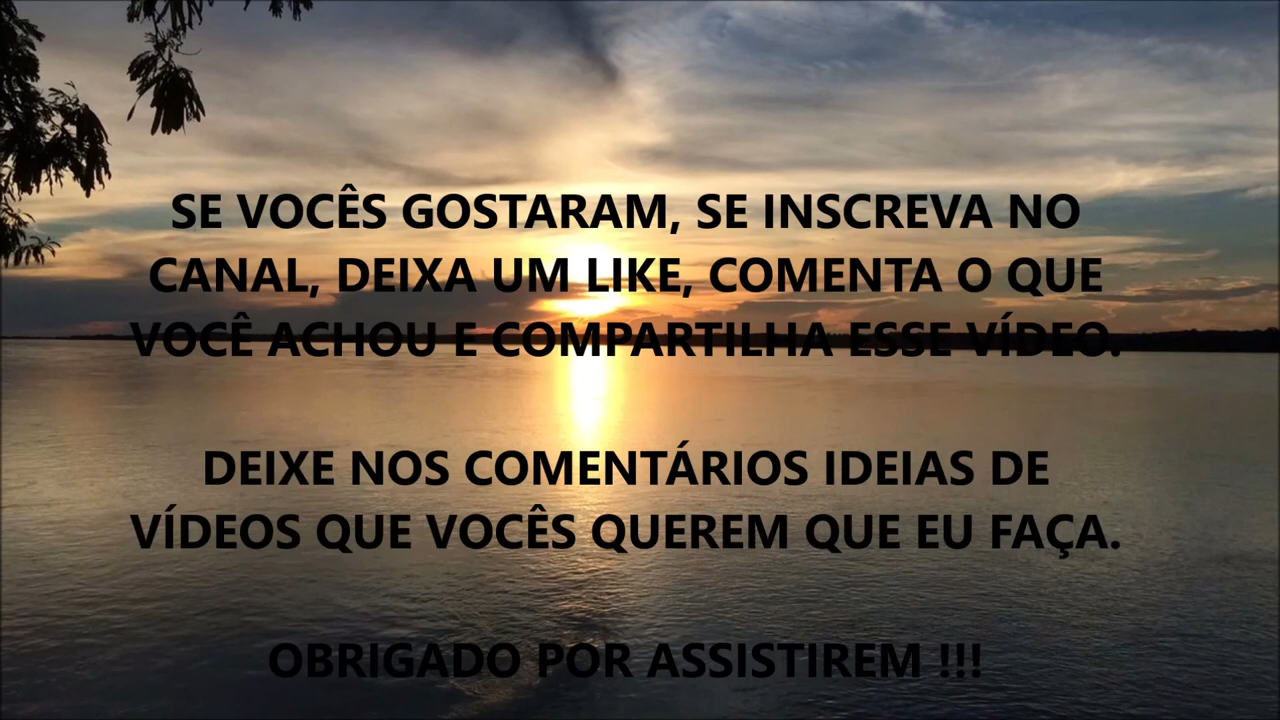 SE VOCÊS GOSTARAM, SE INSCREVA NO
CANAL, DEIXA UM LIKE, COMENTA O QUE
VOCÊ ACHOU E COMPARTILHA ESSE VÍDEO.
DEIXE NOS COMENTÁRIOS IDEIAS DE
VÍDEOS QUE VOCÊS QUEREM QUE EU FAÇA.
OBRIGADO POR ASSISTIREM !!!